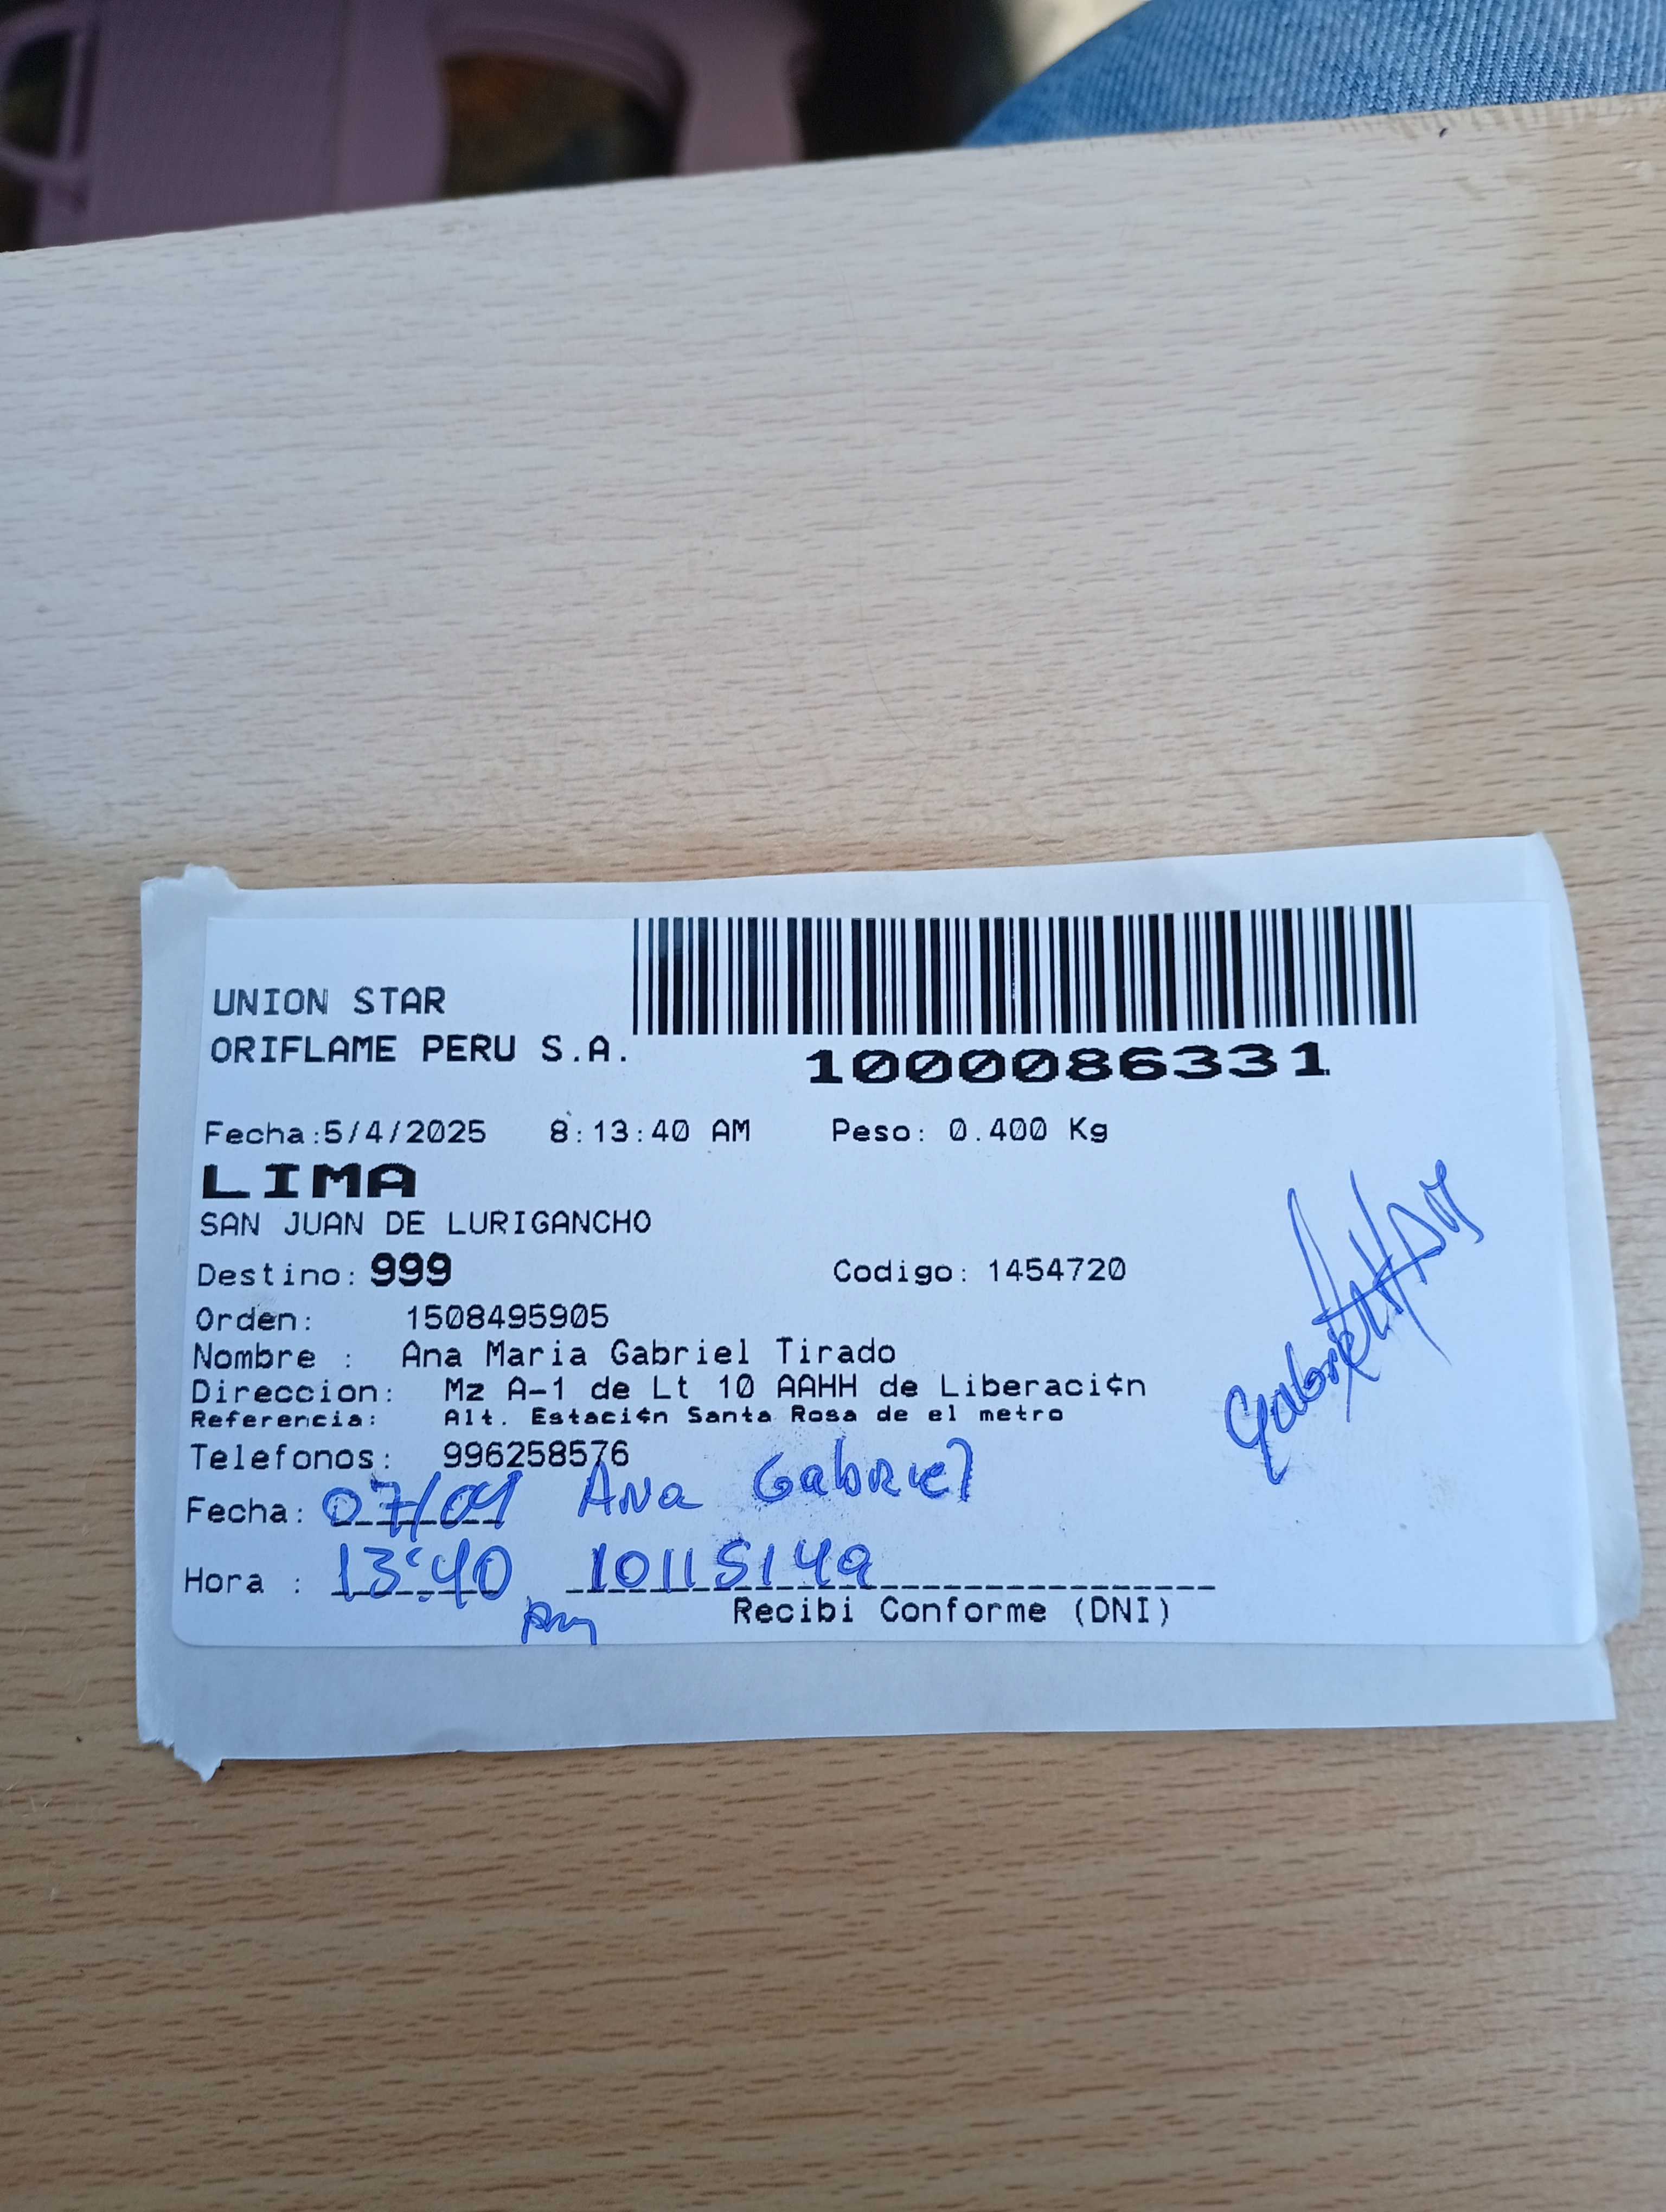 UNION STAR
ORIFLAME PERU S.A.
1000086331
Fecha:5/4/2025 8:13:40 AM Peso: 0.400 Kg
LIMA
SAN JUAN DE LURIGANCHO
Destino: 999 Codigo: 1454720
Orden: 1508495905
Nombre : Ana Maria Gabriel Tirado
Direccion: Mz A-1 de Lt 10 AAHH de Liberaci¢n
Referencia: Alt. Estaci¢n Santa Rosa de el metro
Telefonos: 996258576
Fecha: 07/04 Ana Gabriel
Hora : 13:40 10115149
Recibi Conforme (DNI)